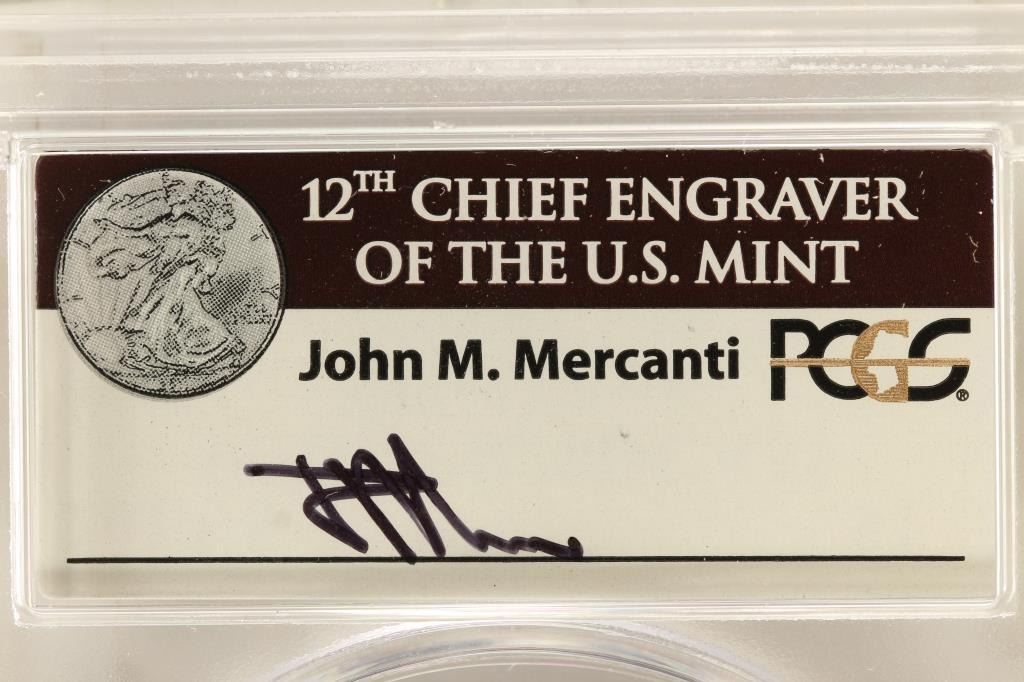 12TH CHIEF ENGRAVER
OF THE U.S. MINT
John M. Mercanti
PCGS®